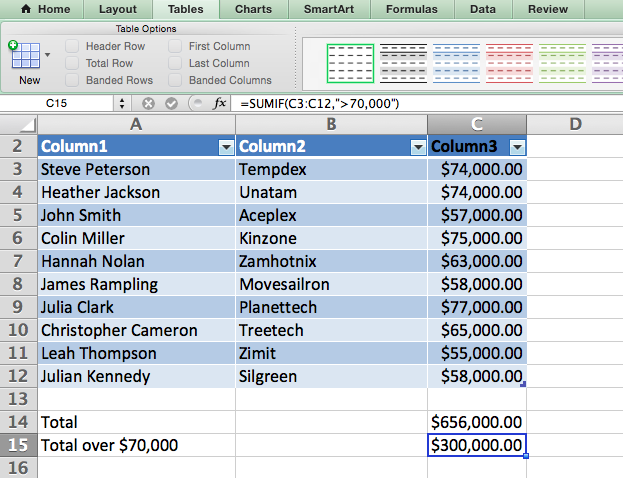 Home Layout Tables Charts SmartArt Formulas Data Review
Table Options
Header Row First Column
Total Row Last Column
New Banded Rows Banded Columns
C15 fx =SUMIF(C3:C12,">70,000")
A B C D
2 Column1 Column2 Column3
3 Steve Peterson Tempdex $74,000.00
4 Heather Jackson Unatam $74,000.00
5 John Smith Aceplex $57,000.00
6 Colin Miller Kinzone $75,000.00
7 Hannah Nolan Zamhotnix $63,000.00
8 James Rampling Movesailron $58,000.00
9 Julia Clark Planettech $77,000.00
10 Christopher Cameron Treetech $65,000.00
11 Leah Thompson Zimit $55,000.00
12 Julian Kennedy Silgreen $58,000.00
13
14 Total $656,000.00
15 Total over $70,000 $300,000.00
16